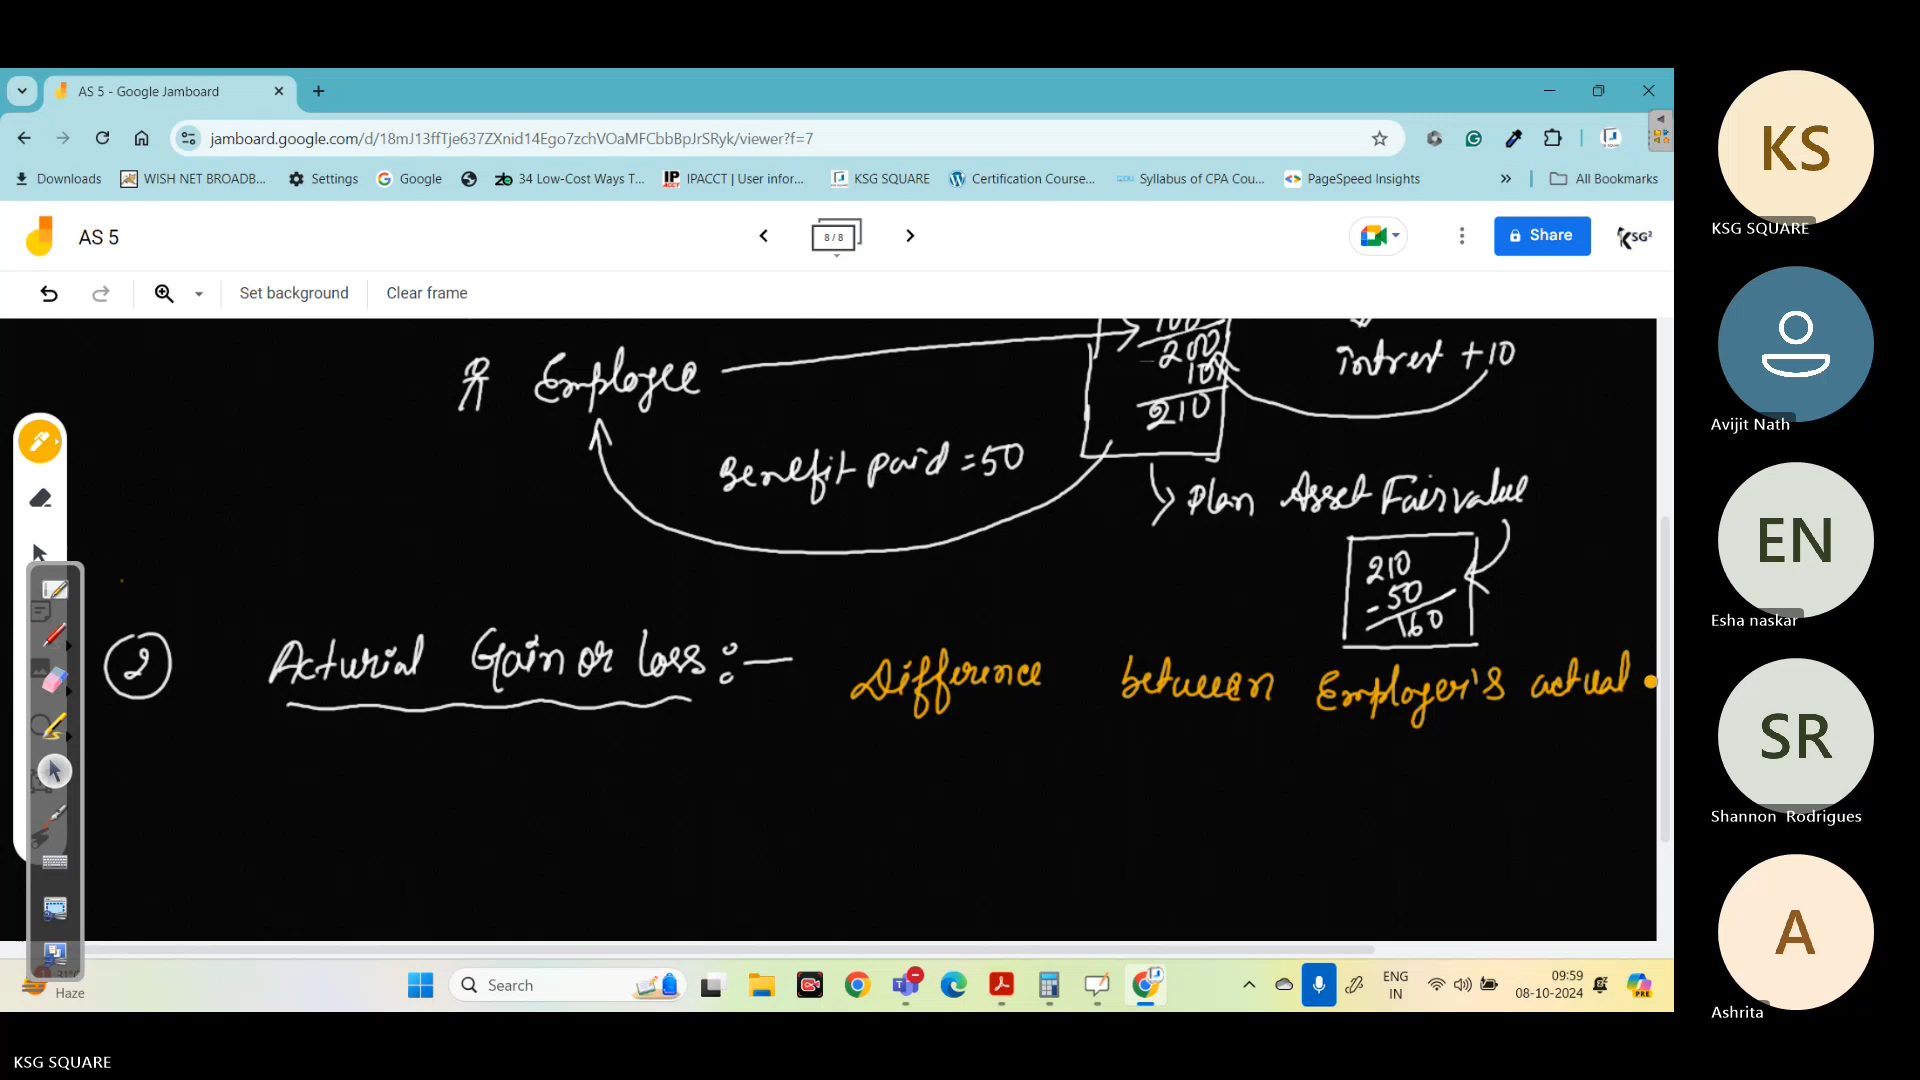 AS 5 - Google Jamboard
jamboard.google.com/d/18mJ13ffTje637ZXnid14Ego7zchVOaMFCbbBpJrSRyk/viewer?f=7
Downloads WISH NET BROADB... Settings Google 34 Low-Cost Ways T... IPACCT | User infor... KSG SQUARE Certification Course... Syllabus of CPA Cou... PageSpeed Insights » All Bookmarks
AS 5 8 / 8 Share KSG²
Set background Clear frame
100
200
10
210
Employee
intrest +10
Benefit paid = 50
Plan Asset Fairvalue
210
- 50
160
2 Acturial Gain or loss :— Difference between Employer's actual
Search
ENG
IN
09:59
08-10-2024
31°C
Haze
PRE
KS
KSG SQUARE
Avijit Nath
EN
Esha naskar
SR
Shannon Rodrigues
A
Ashrita
KSG SQUARE